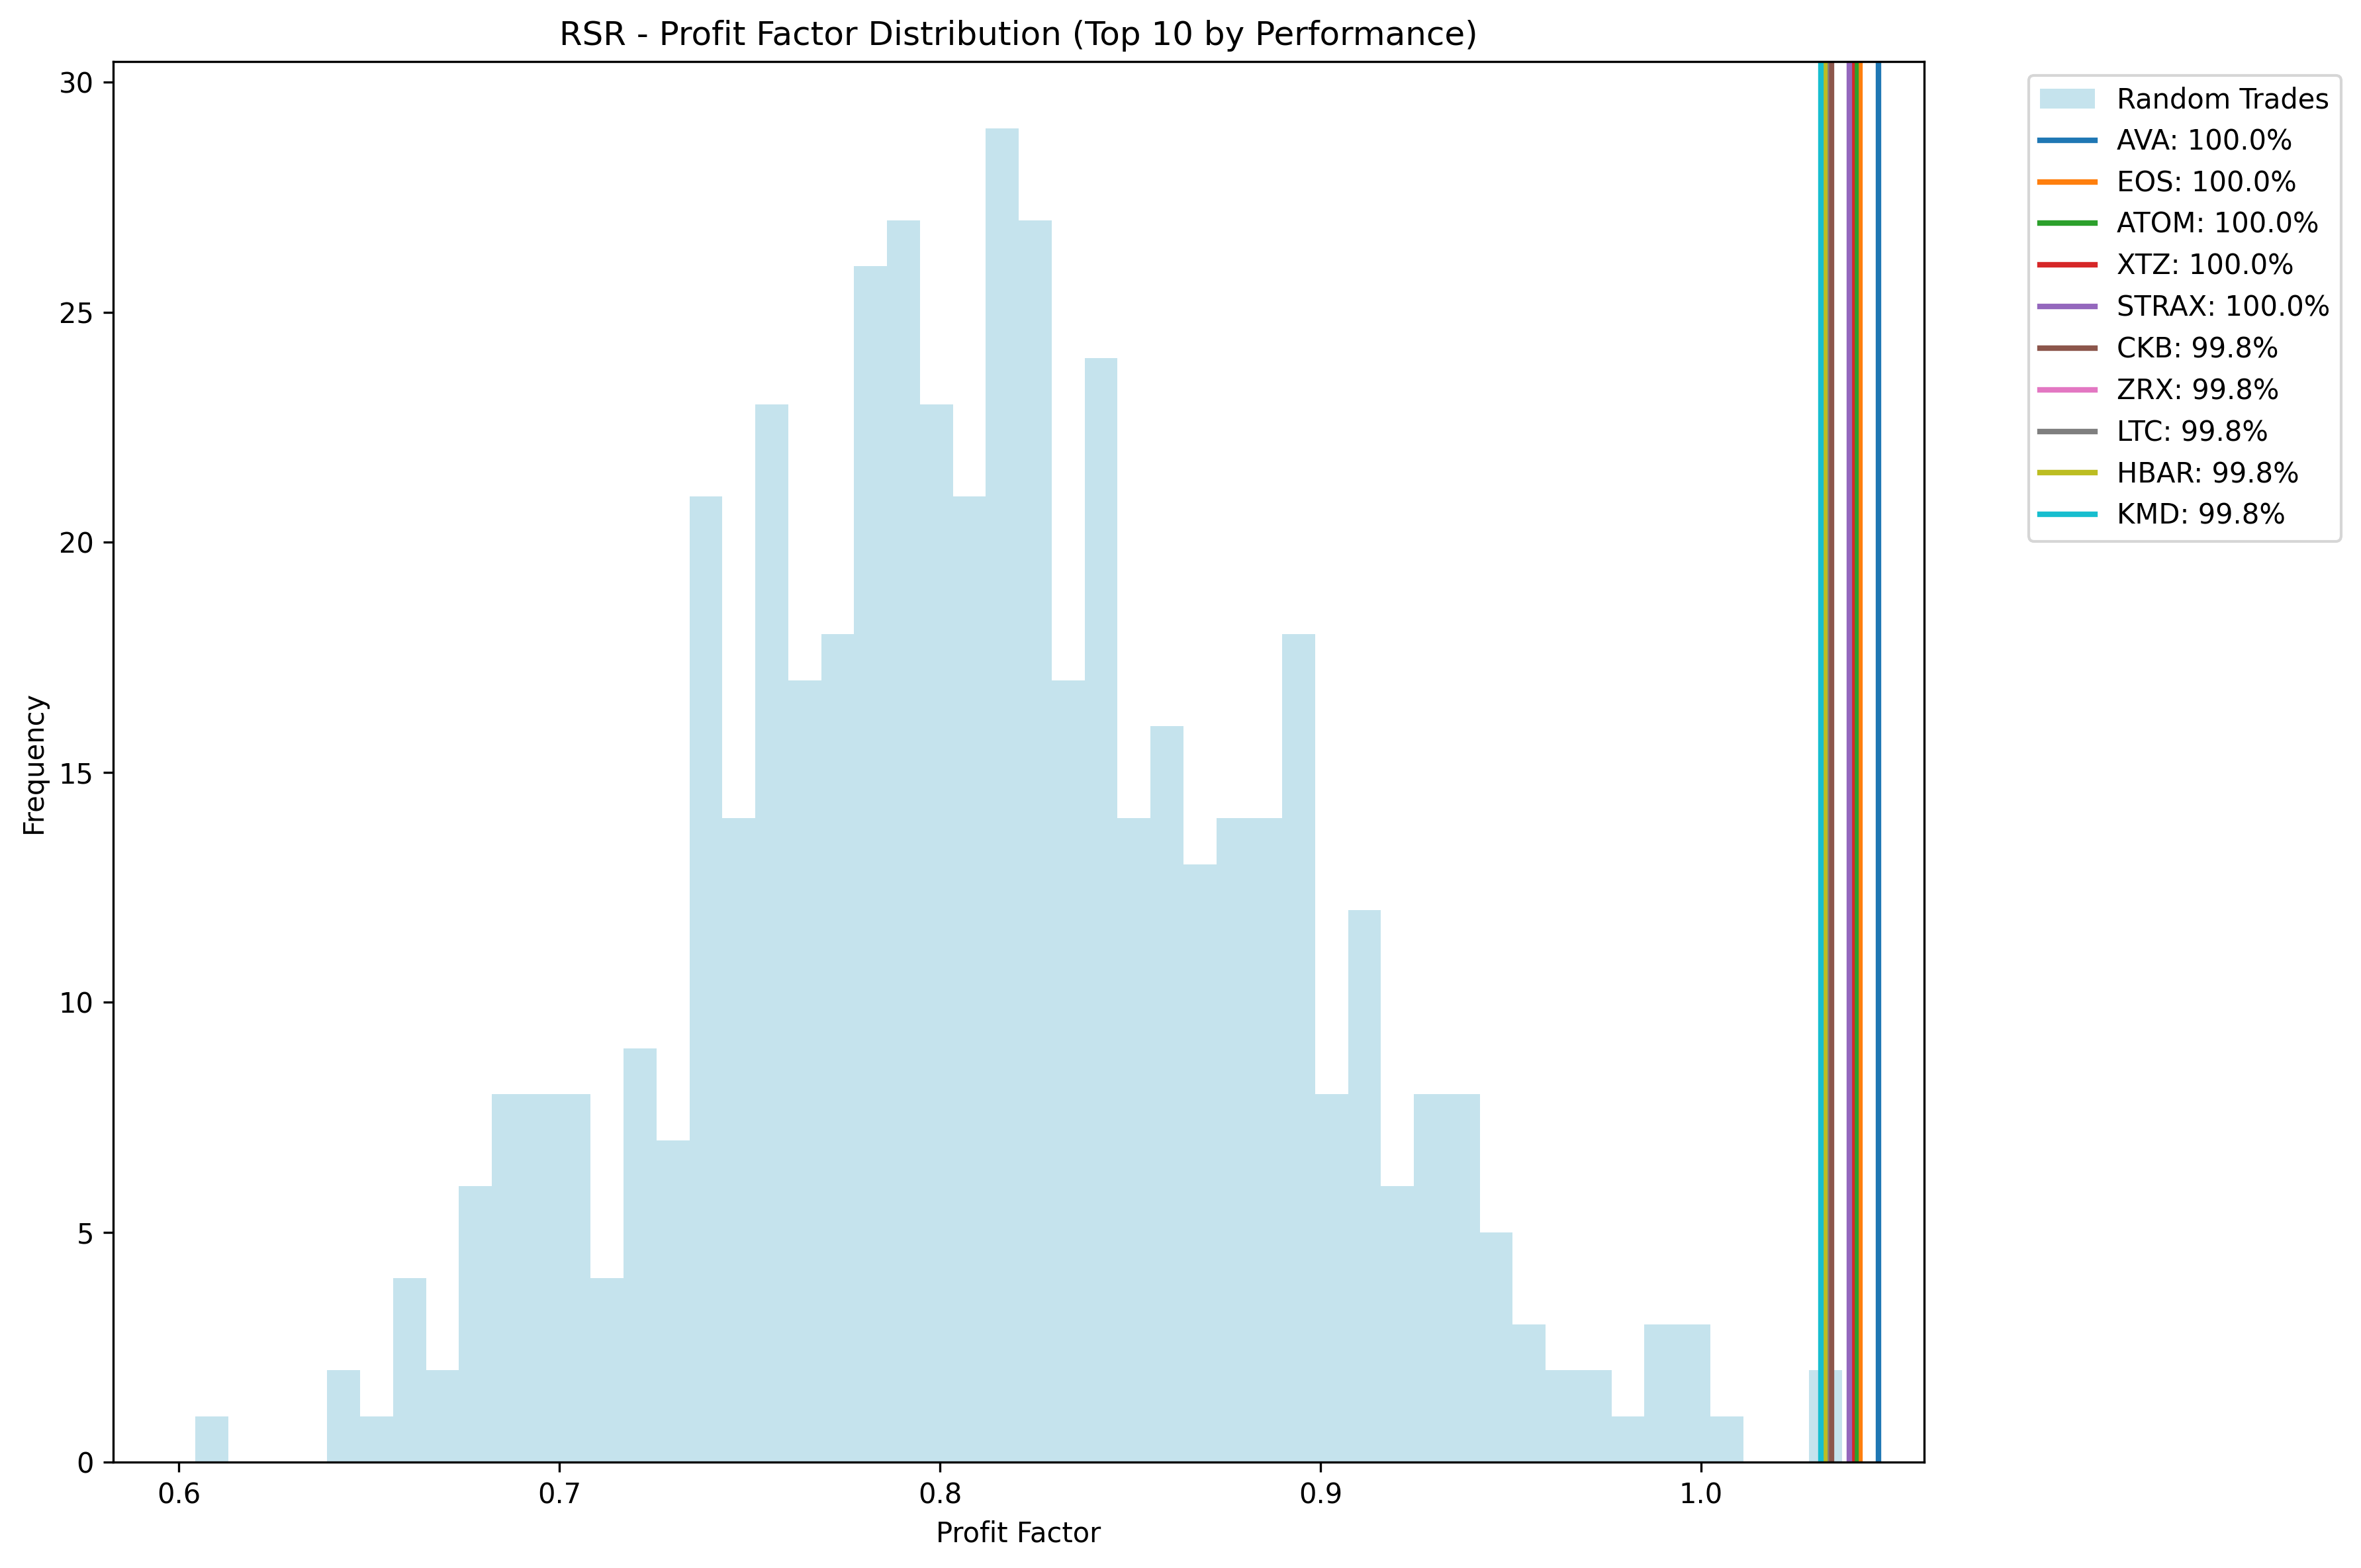 RSR - Profit Factor Distribution (Top 10 by Performance)
30
25
20
15
10
5
0
Frequency
0.6
0.7
0.8
0.9
1.0
Profit Factor
Random Trades
AVA: 100.0%
EOS: 100.0%
ATOM: 100.0%
XTZ: 100.0%
STRAX: 100.0%
CKB: 99.8%
ZRX: 99.8%
LTC: 99.8%
HBAR: 99.8%
KMD: 99.8%